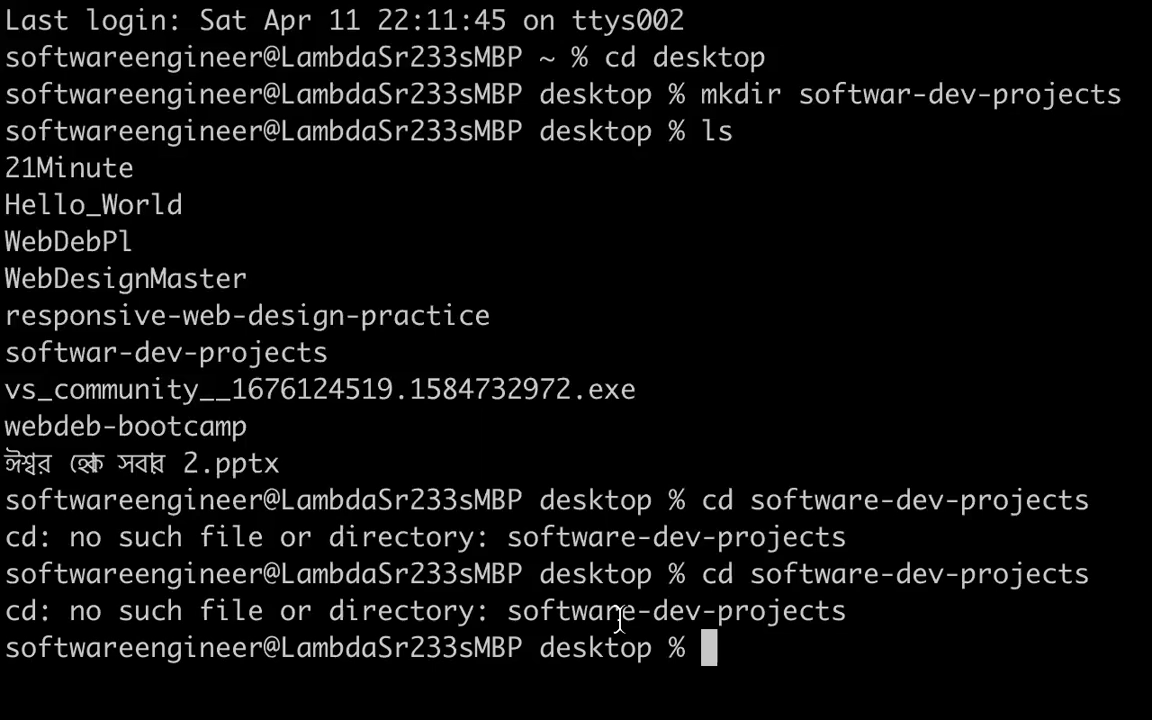 Last login: Sat Apr 11 22:11:45 on ttys002
softwareengineer@LambdaSr233sMBP ~ % cd desktop
softwareengineer@LambdaSr233sMBP desktop % mkdir softwar-dev-projects
softwareengineer@LambdaSr233sMBP desktop % ls
21Minute
Hello_World
WebDebPl
WebDesignMaster
responsive-web-design-practice
softwar-dev-projects
vs_community__1676124519.1584732972.exe
webdeb-bootcamp
ঈশ্বর হোক সবার 2.pptx
softwareengineer@LambdaSr233sMBP desktop % cd software-dev-projects
cd: no such file or directory: software-dev-projects
softwareengineer@LambdaSr233sMBP desktop % cd software-dev-projects
cd: no such file or directory: software-dev-projects
softwareengineer@LambdaSr233sMBP desktop %